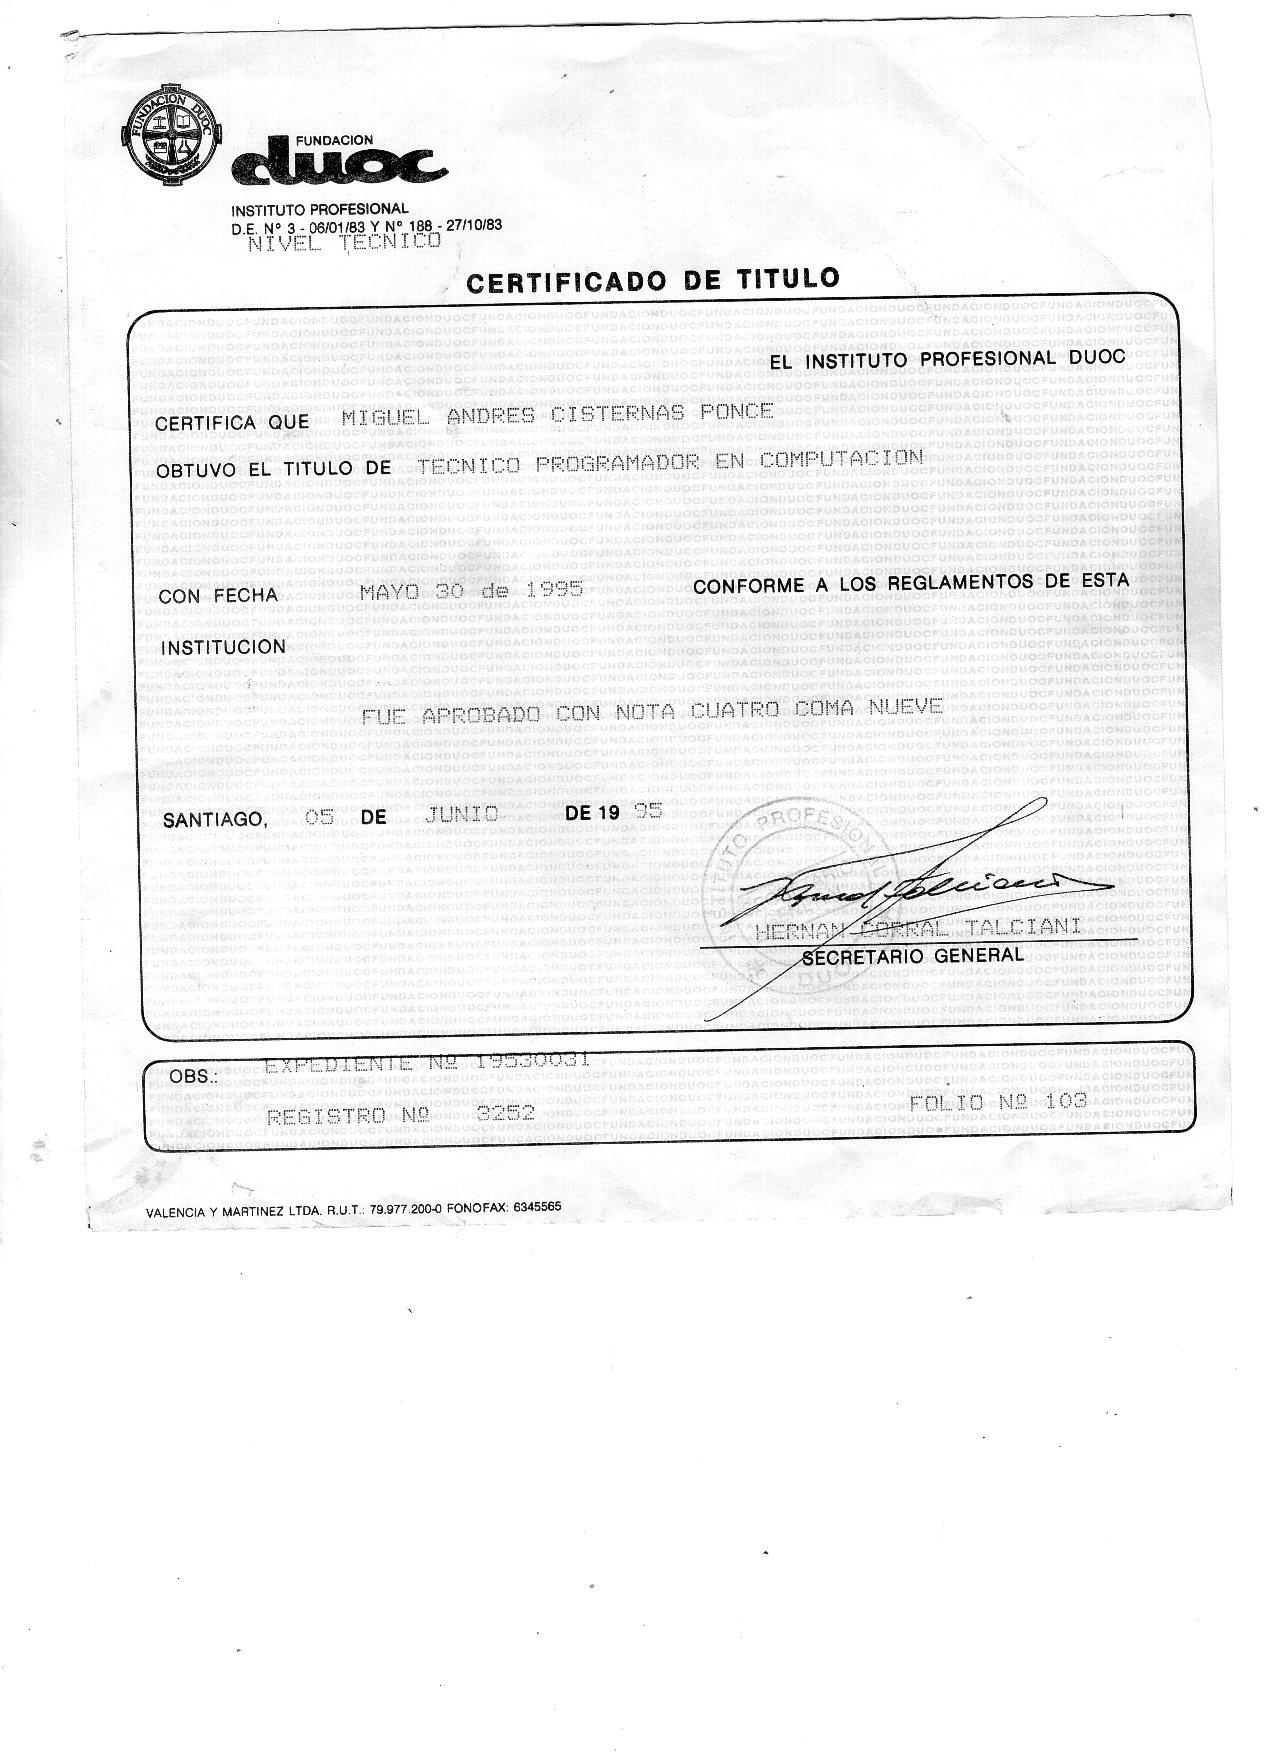 FUNDACION DUOC
FUNDACION
duoc
INSTITUTO PROFESIONAL
D.E. Nº 3 - 06/01/83 Y Nº 188 - 27/10/83
NIVEL TECNICO
CERTIFICADO DE TITULO
EL INSTITUTO PROFESIONAL DUOC
CERTIFICA QUE MIGUEL ANDRES CISTERNAS PONCE
OBTUVO EL TITULO DE TECNICO PROGRAMADOR EN COMPUTACION
CON FECHA MAYO 30 de 1995 CONFORME A LOS REGLAMENTOS DE ESTA
INSTITUCION
FUE APROBADO CON NOTA CUATRO COMA NUEVE
SANTIAGO, 05 DE JUNIO DE 19 95
HERNAN CORRAL TALCIANI
SECRETARIO GENERAL
OBS.: EXPEDIENTE Nº 19530031
REGISTRO Nº 3252 FOLIO Nº 103
VALENCIA Y MARTINEZ LTDA. R.U.T.: 79.977.200-0 FONOFAX: 6345565